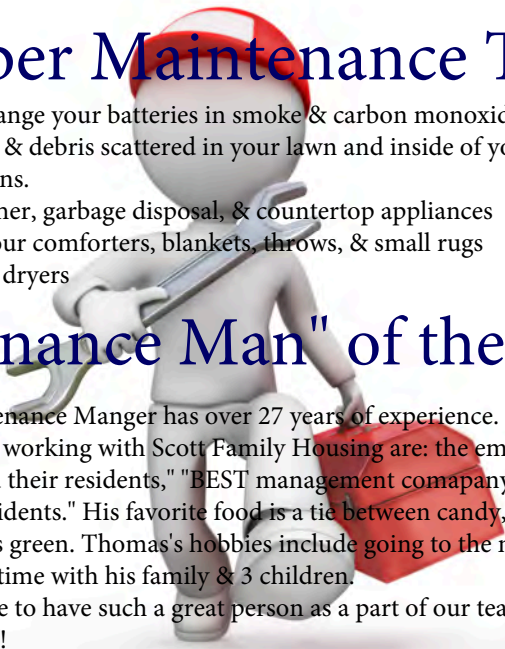 per Maintenance T
ange your batteries in smoke & carbon monoxid
& debris scattered in your lawn and inside of yo
ns.
ner, garbage disposal, & countertop appliances
our comforters, blankets, throws, & small rugs
dryers
nance Man" of the
enance Manger has over 27 years of experience.
working with Scott Family Housing are: the em
their residents," "BEST management comapany
idents." His favorite food is a tie between candy,
s green. Thomas's hobbies include going to the n
time with his family & 3 children.
e to have such a great person as a part of our tea
!